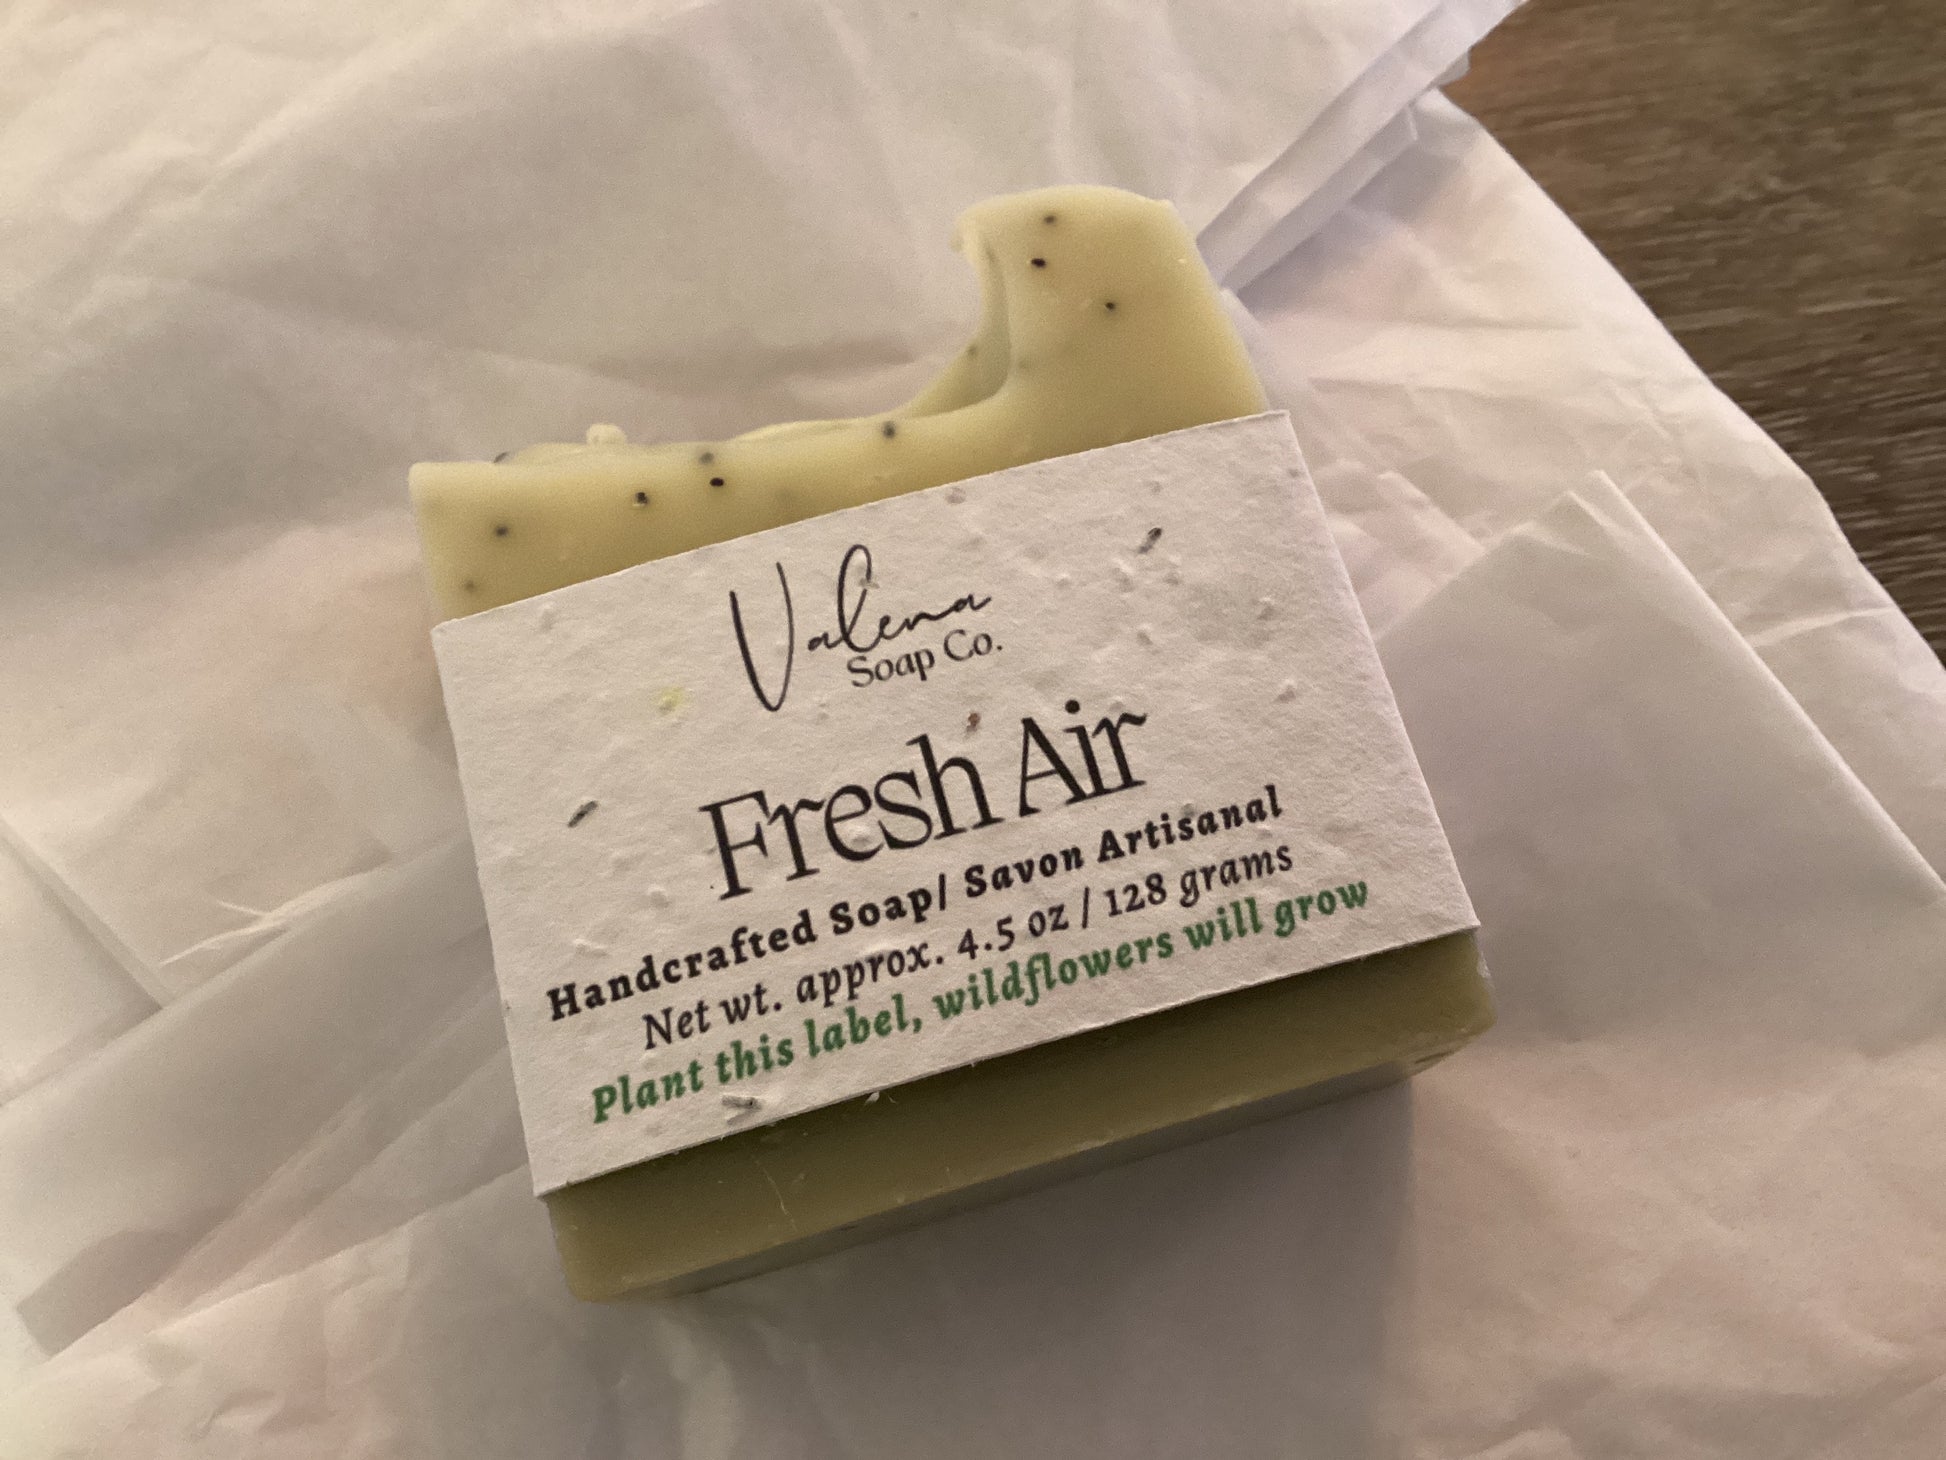 Valena
Soap Co.
Fresh Air
Handcrafted Soap/ Savon Artisanal
Net wt. approx. 4.5 oz / 128 grams
Plant this label, wildflowers will grow